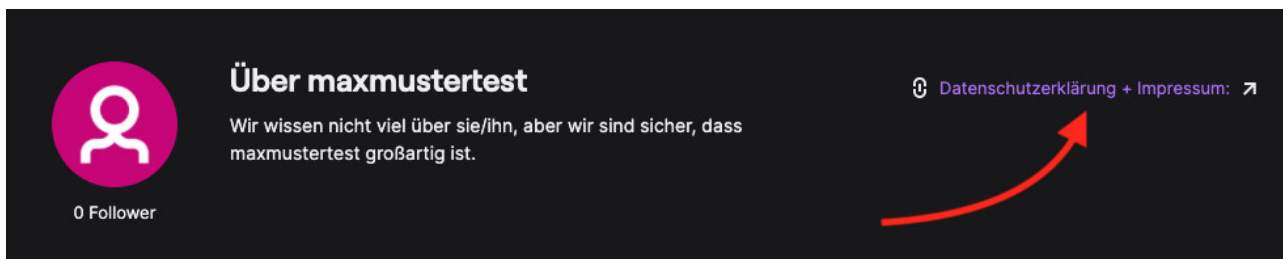 Über maxmustertest
Wir wissen nicht viel über sie/ihn, aber wir sind sicher, dass
maxmustertest großartig ist.
0 Follower
Datenschutzerklärung + Impressum: